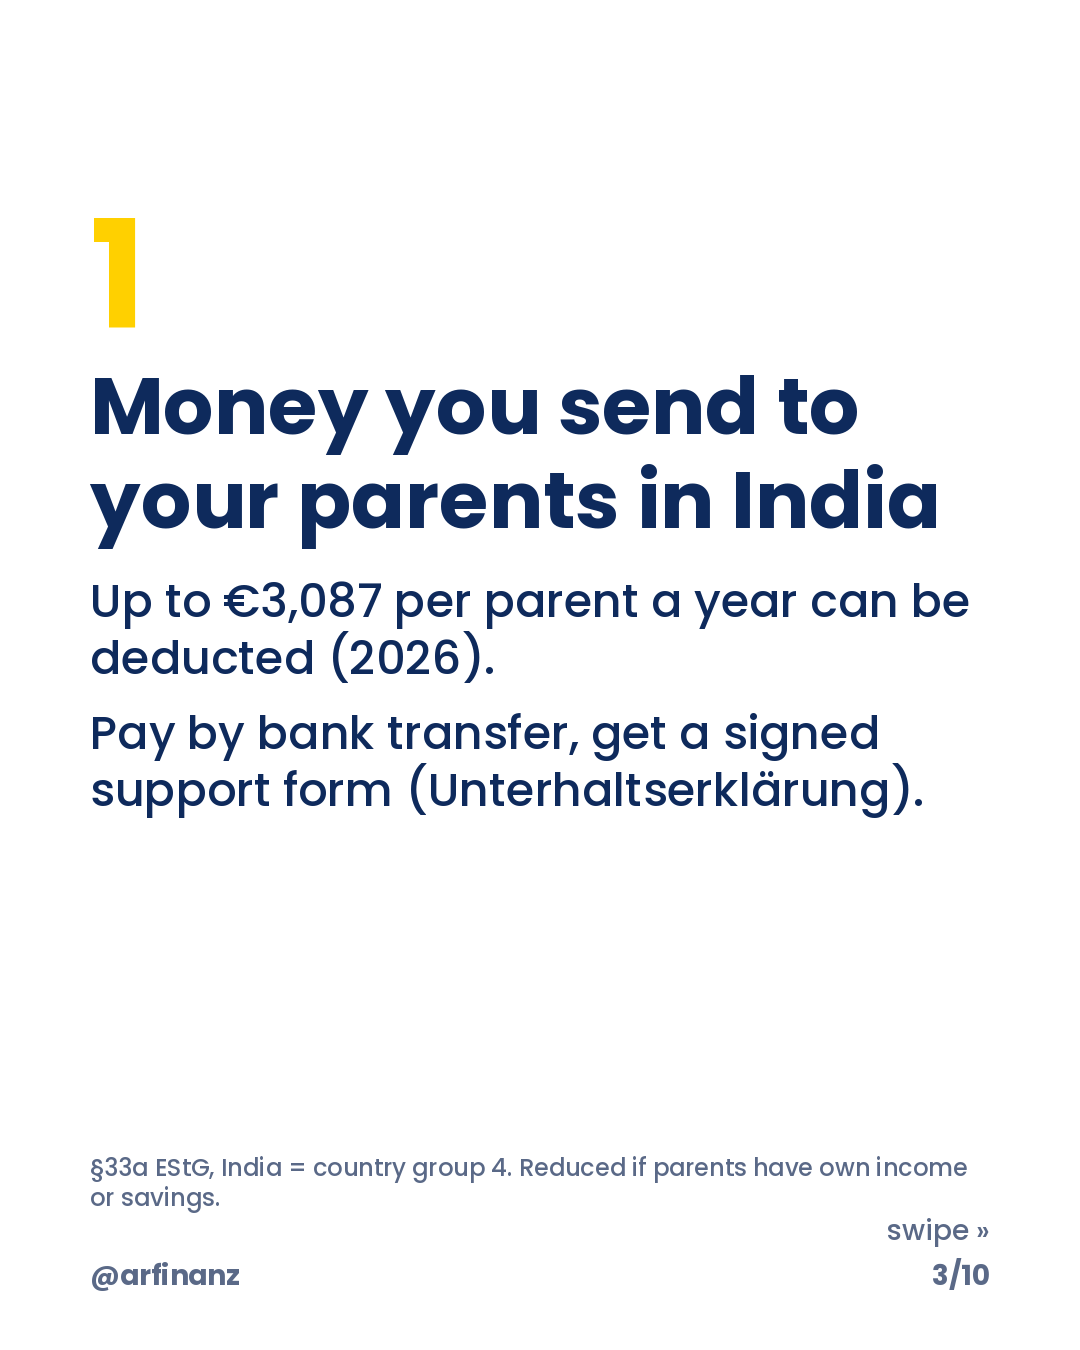 1
Money you send to
your parents in India
Up to €3,087 per parent a year can be
deducted (2026).
Pay by bank transfer, get a signed
support form (Unterhaltserklärung).
§33a EStG, India = country group 4. Reduced if parents have own income
or savings.
swipe »
@arfinanz
3/10